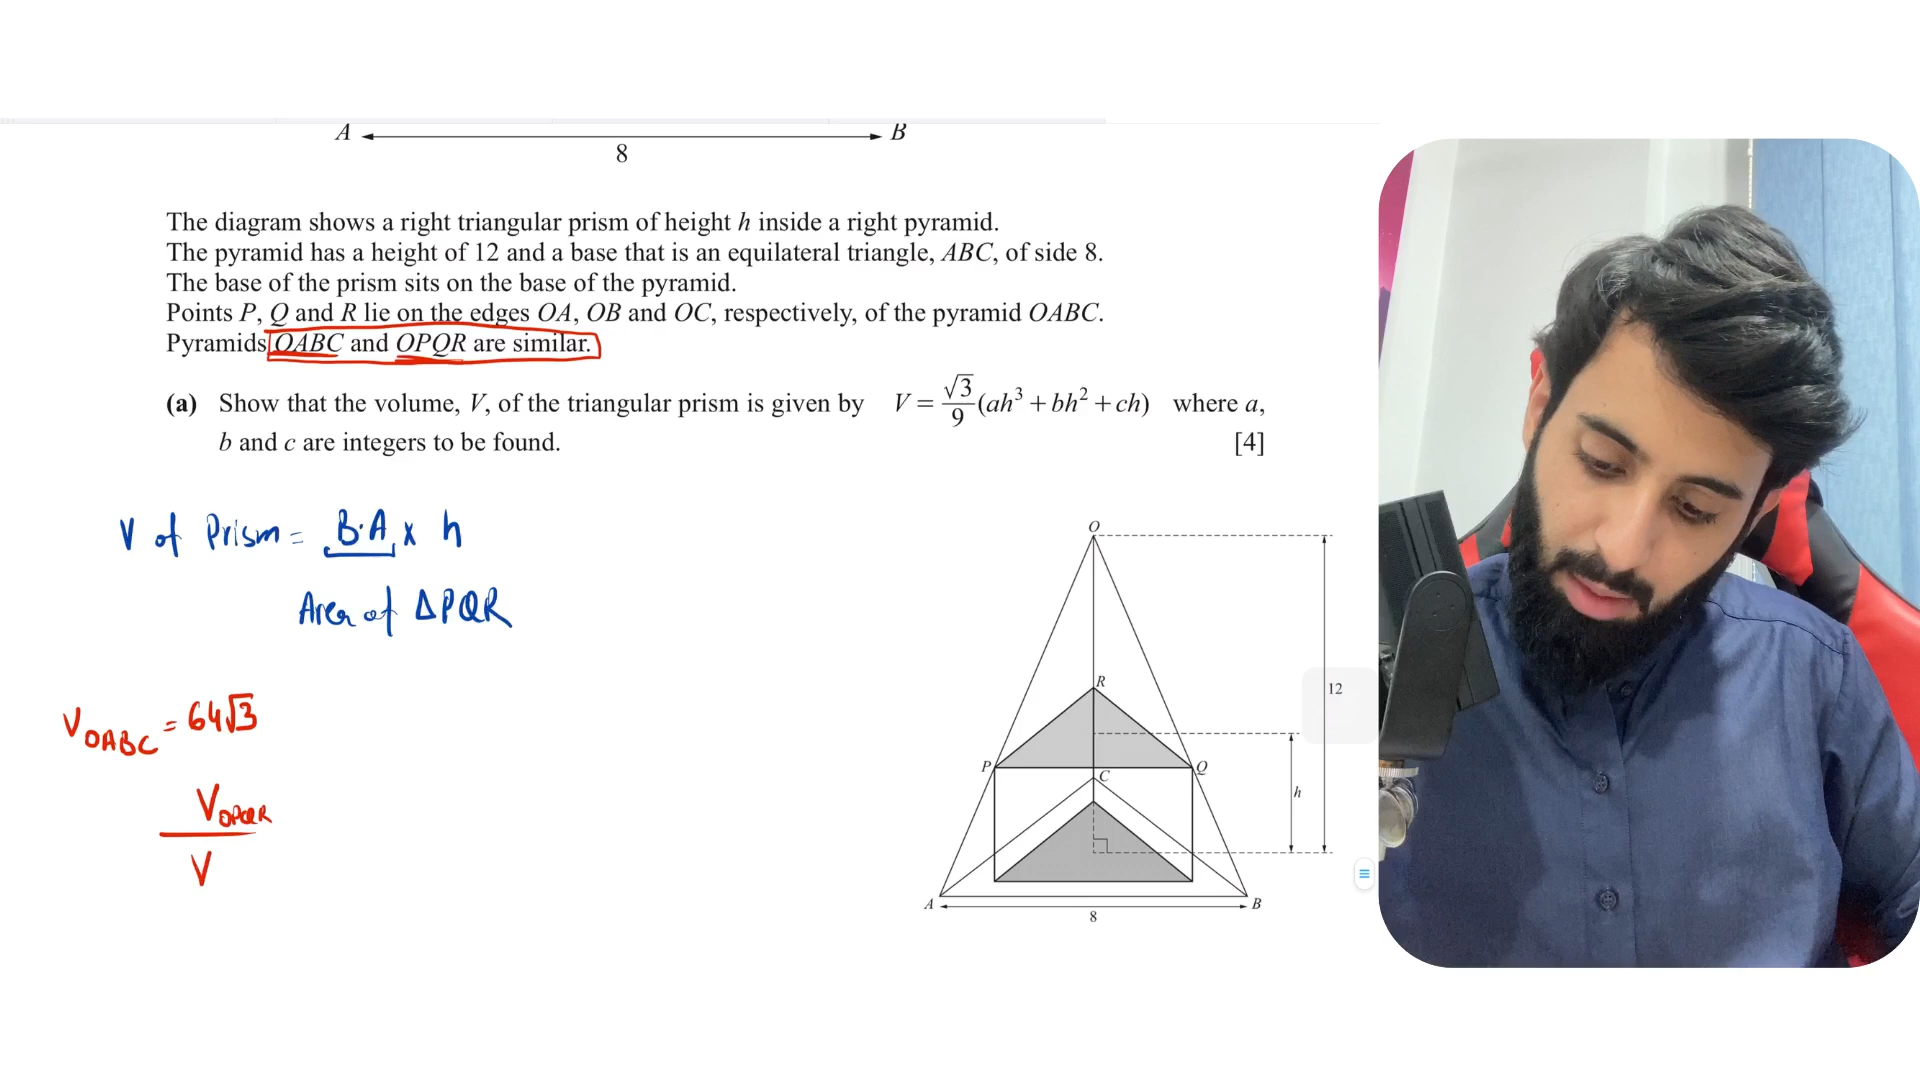 A B
8
The diagram shows a right triangular prism of height h inside a right pyramid.
The pyramid has a height of 12 and a base that is an equilateral triangle, ABC, of side 8.
The base of the prism sits on the base of the pyramid.
Points P, Q and R lie on the edges OA, OB and OC, respectively, of the pyramid OABC.
Pyramids OABC and OPQR are similar.
(a) Show that the volume, V, of the triangular prism is given by V = √3/9 (ah³ + bh² + ch) where a,
b and c are integers to be found. [4]
V of Prism = B.A × h
Area of △PQR
V OABC = 64√3
V OPQR
V
O
R
12
P Q
C
h
A B
8